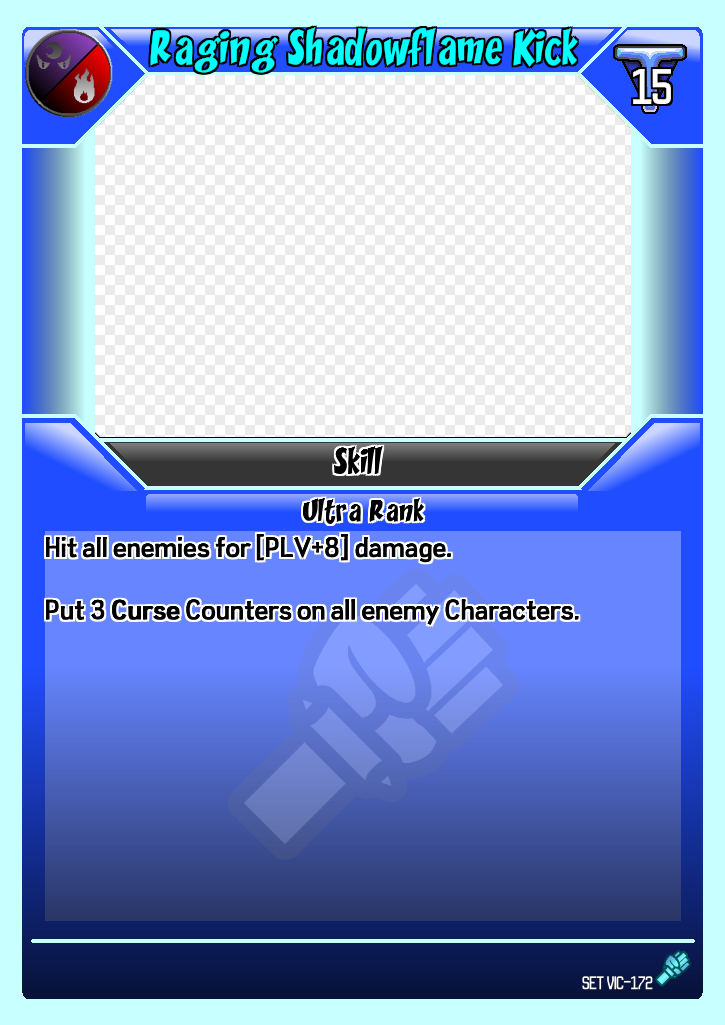 Raging Shadowflame Kick
15
Skill
Ultra Rank
Hit all enemies for [PLV+8] damage.
Put 3 Curse Counters on all enemy Characters.
SET VIC-172